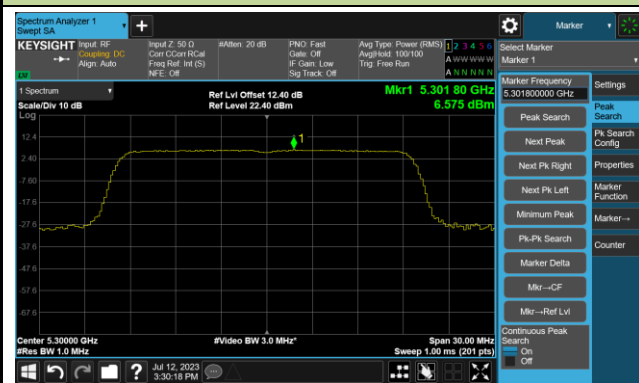 Spectrum Analyzer 1
Swept SA
+
Marker
KEYSIGHT Input: RF
Coupling: DC
Align: Auto
Input Z: 50 Ω
Corr CCorr RCal
Freq Ref: Int (S)
NFE: Off
#Atten: 20 dB
PNO: Fast
Gate: Off
IF Gain: Low
Sig Track: Off
Avg Type: Power (RMS)
Avg|Hold: 100/100
Trig: Free Run
1 2 3 4 5 6
A W W W W W
A N N N N N
Select Marker
Marker 1
1 Spectrum
Scale/Div 10 dB
Log
Ref Lvl Offset 12.40 dB
Ref Level 22.40 dBm
Mkr1 5.301 80 GHz
6.575 dBm
1
12.4
2.40
-7.60
-17.6
-27.6
-37.6
-47.6
-57.6
-67.6
Center 5.30000 GHz
#Res BW 1.0 MHz
#Video BW 3.0 MHz*
Span 30.00 MHz
Sweep 1.00 ms (201 pts)
Marker Frequency
5.301800000 GHz
Peak Search
Next Peak
Next Pk Right
Next Pk Left
Minimum Peak
Pk-Pk Search
Marker Delta
Mkr→CF
Mkr→Ref Lvl
Continuous Peak
Search
On
Off
Settings
Peak
Search
Pk Search
Config
Properties
Marker
Function
Marker→
Counter
?
Jul 12, 2023
3:30:18 PM